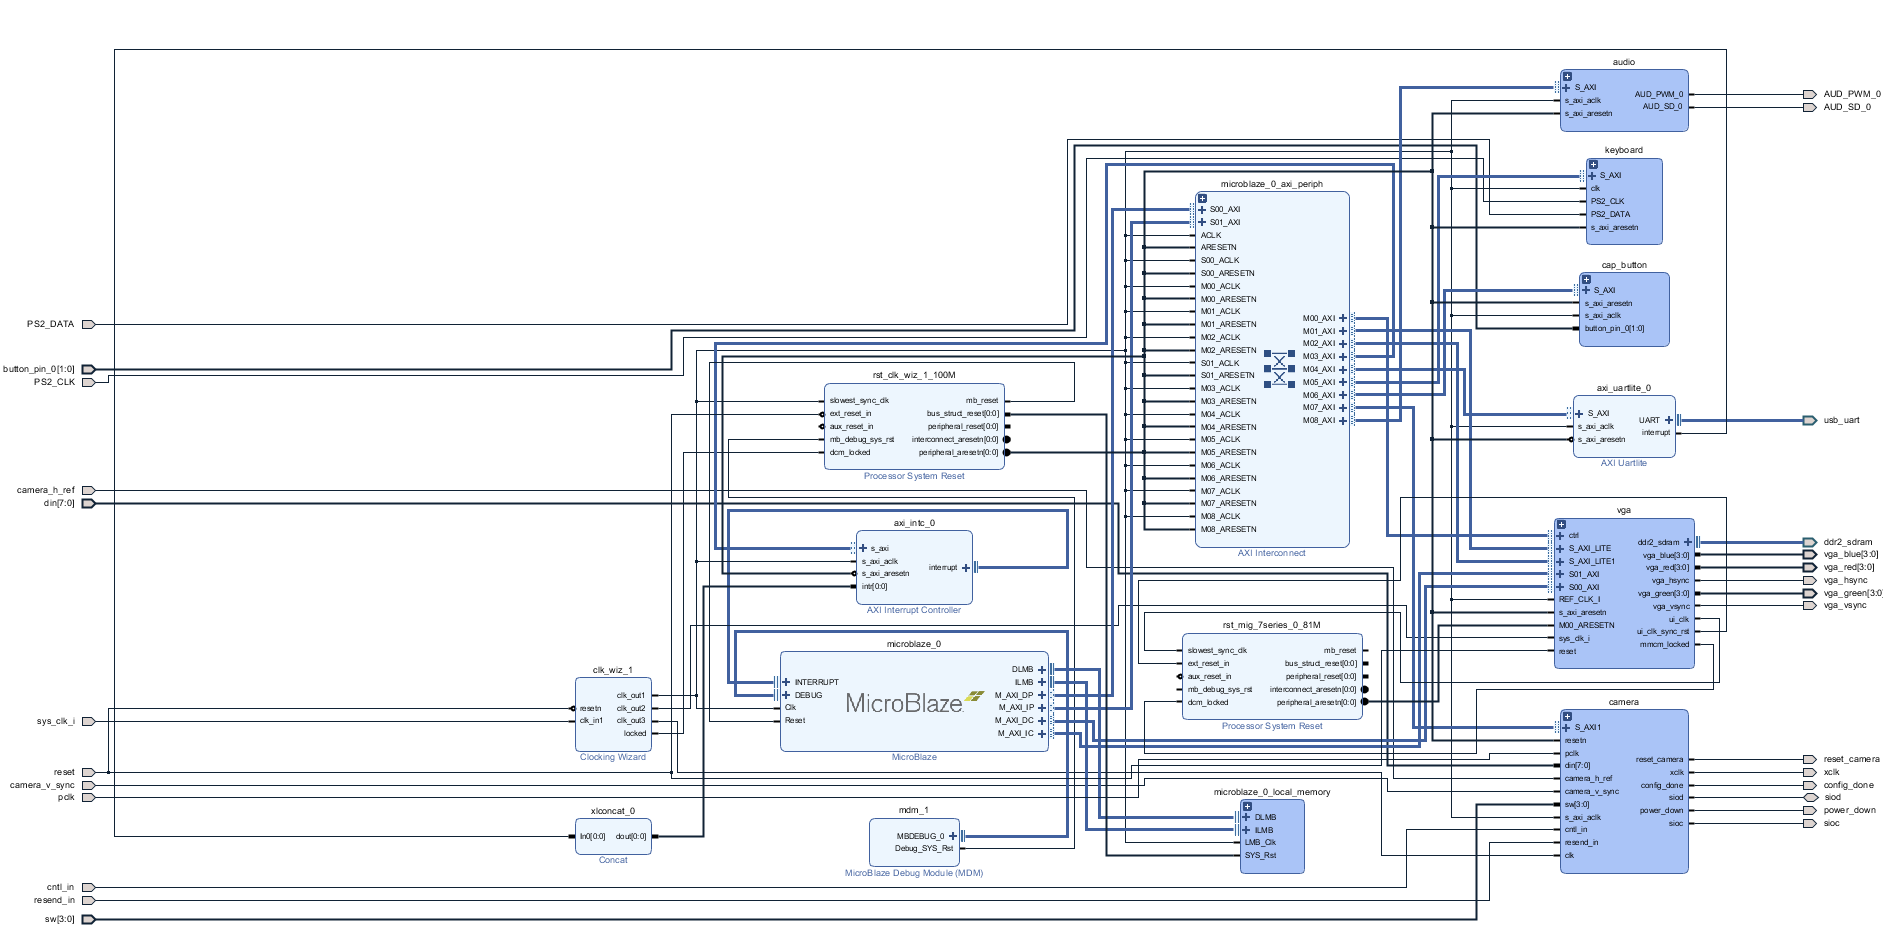 PS2_DATA
button_pin_0[1:0]
PS2_CLK
camera_h_ref
din[7:0]
sys_clk_i
reset
camera_v_sync
pclk
cntl_in
resend_in
sw[3:0]
clk_wiz_1
resetn
clk_in1
clk_out1
clk_out2
clk_out3
locked
Clocking Wizard
xlconcat_0
In0[0:0]
dout[0:0]
Concat
rst_clk_wiz_1_100M
slowest_sync_clk
ext_reset_in
aux_reset_in
mb_debug_sys_rst
dcm_locked
mb_reset
bus_struct_reset[0:0]
peripheral_reset[0:0]
interconnect_aresetn[0:0]
peripheral_aresetn[0:0]
Processor System Reset
axi_intc_0
s_axi
s_axi_aclk
s_axi_aresetn
intr[0:0]
interrupt
AXI Interrupt Controller
microblaze_0
INTERRUPT
DEBUG
Clk
Reset
MicroBlaze
DLMB
ILMB
M_AXI_DP
M_AXI_IP
M_AXI_DC
M_AXI_IC
MicroBlaze
mdm_1
MBDEBUG_0
Debug_SYS_Rst
MicroBlaze Debug Module (MDM)
microblaze_0_axi_periph
S00_AXI
S01_AXI
ACLK
ARESETN
S00_ACLK
S00_ARESETN
M00_ACLK
M00_ARESETN
M01_ACLK
M01_ARESETN
M02_ACLK
M02_ARESETN
S01_ACLK
S01_ARESETN
M03_ACLK
M03_ARESETN
M04_ACLK
M04_ARESETN
M05_ACLK
M05_ARESETN
M06_ACLK
M06_ARESETN
M07_ACLK
M07_ARESETN
M08_ACLK
M08_ARESETN
M00_AXI
M01_AXI
M02_AXI
M03_AXI
M04_AXI
M05_AXI
M06_AXI
M07_AXI
M08_AXI
AXI Interconnect
rst_mig_7series_0_81M
slowest_sync_clk
ext_reset_in
aux_reset_in
mb_debug_sys_rst
dcm_locked
mb_reset
bus_struct_reset[0:0]
peripheral_reset[0:0]
interconnect_aresetn[0:0]
peripheral_aresetn[0:0]
Processor System Reset
microblaze_0_local_memory
DLMB
ILMB
LMB_Clk
SYS_Rst
audio
S_AXI
s_axi_aclk
s_axi_aresetn
AUD_PWM_0
AUD_SD_0
keyboard
S_AXI
clk
PS2_CLK
PS2_DATA
s_axi_aresetn
cap_button
S_AXI
s_axi_aresetn
s_axi_aclk
button_pin_0[1:0]
axi_uartlite_0
S_AXI
s_axi_aclk
s_axi_aresetn
UART
interrupt
AXI Uartlite
vga
ctrl
S_AXI_LITE
S_AXI_LITE1
S01_AXI
S00_AXI
REF_CLK_I
s_axi_aresetn
M00_ARESETN
sys_clk_i
reset
ddr2_sdram
vga_blue[3:0]
vga_red[3:0]
vga_hsync
vga_green[3:0]
vga_vsync
ui_clk
ui_clk_sync_rst
mmcm_locked
camera
S_AXI1
resetn
pclk
din[7:0]
camera_h_ref
camera_v_sync
sw[3:0]
s_axi_aclk
cntl_in
resend_in
clk
reset_camera
xclk
config_done
siod
power_down
sioc
AUD_PWM_0
AUD_SD_0
usb_uart
ddr2_sdram
vga_blue[3:0]
vga_red[3:0]
vga_hsync
vga_green[3:0]
vga_vsync
reset_camera
xclk
config_done
siod
power_down
sioc